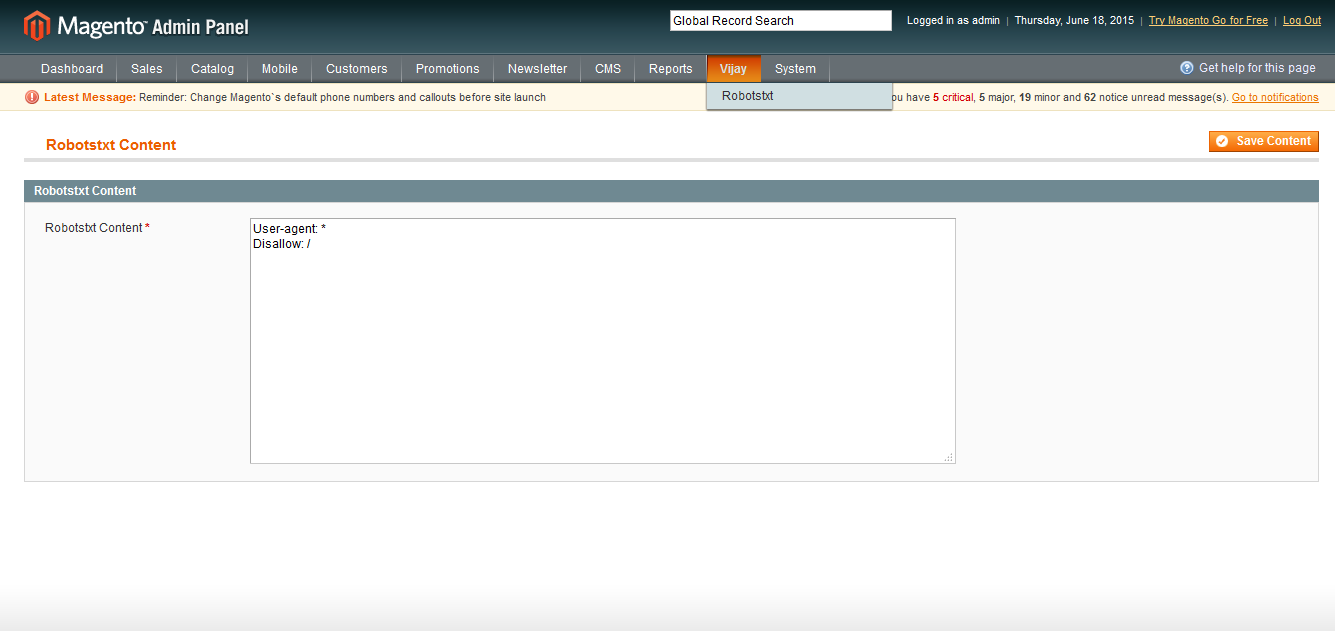 Magento Admin Panel
Global Record Search
Logged in as admin | Thursday, June 18, 2015 | Try Magento Go for Free | Log Out
Dashboard Sales Catalog Mobile Customers Promotions Newsletter CMS Reports Vijay System Get help for this page
Latest Message: Reminder: Change Magento`s default phone numbers and callouts before site launch
ou have 5 critical, 5 major, 19 minor and 62 notice unread message(s). Go to notifications
Robotstxt
Robotstxt Content
Save Content
Robotstxt Content
Robotstxt Content *
User-agent: *
Disallow: /